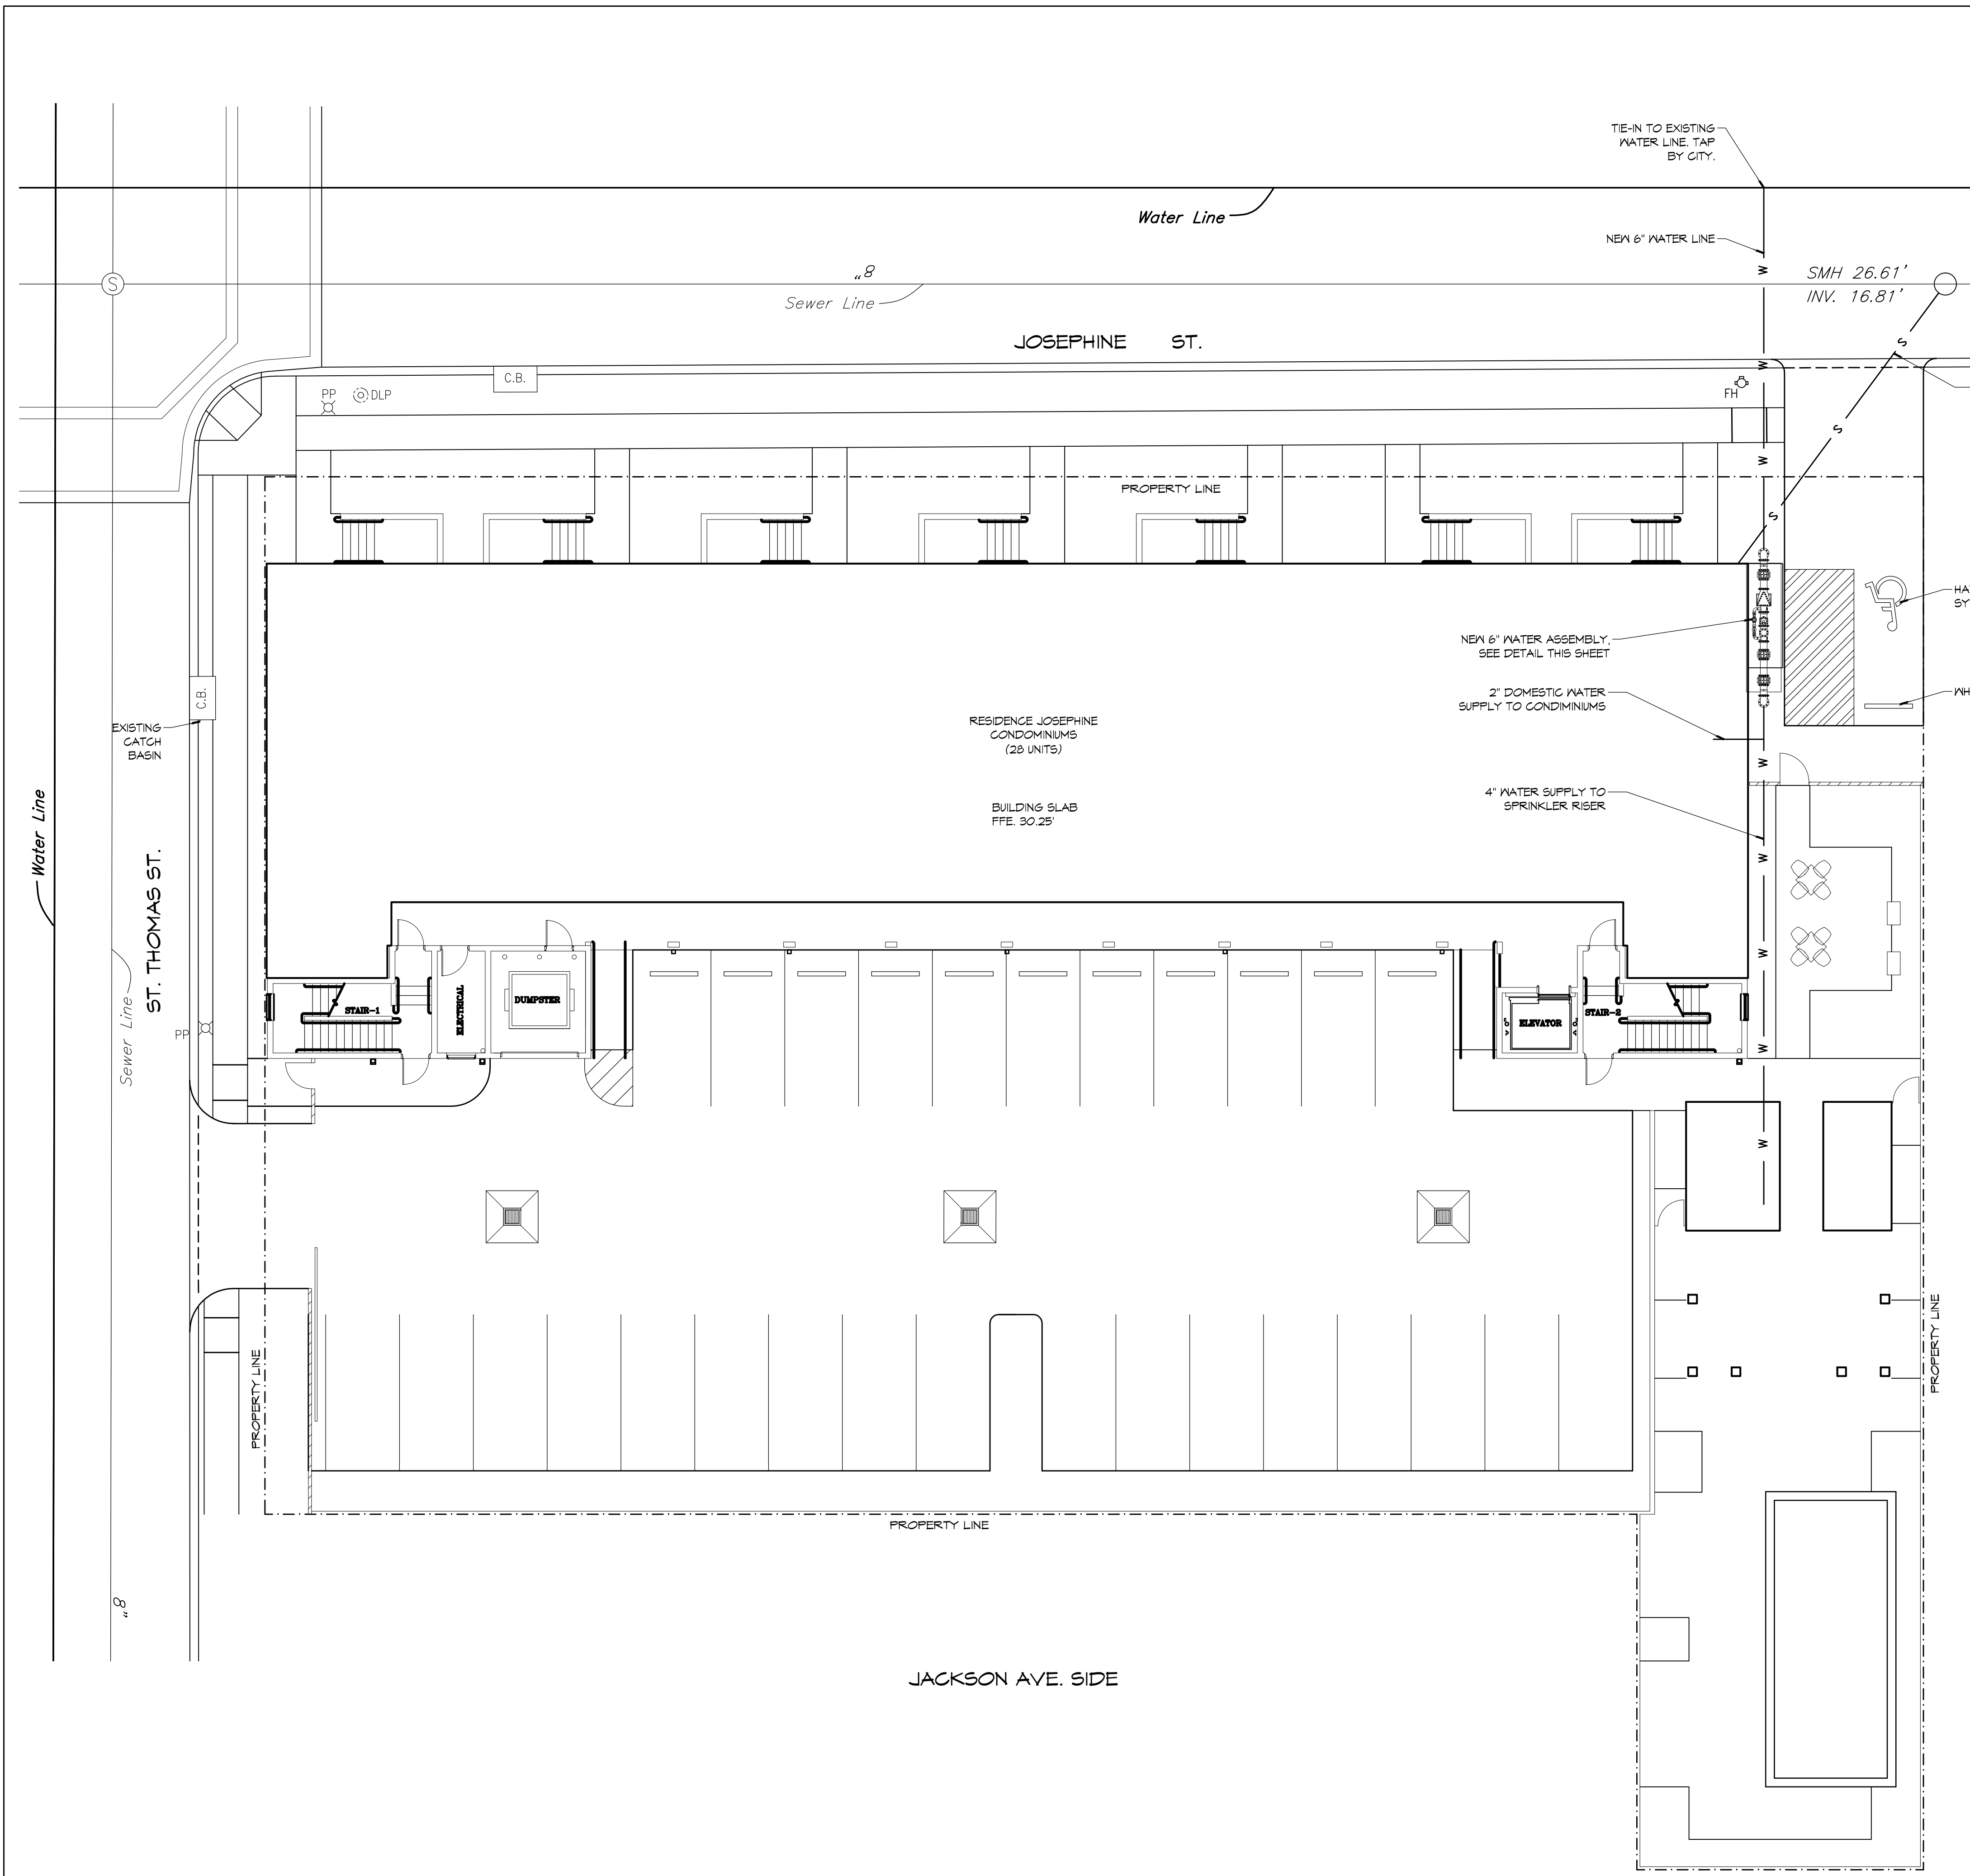 TIE-IN TO EXISTING
WATER LINE. TAP
BY CITY.
Water Line
NEW 6" WATER LINE
W
8"
Sewer Line
SMH 26.61'
INV. 16.81'
S
JOSEPHINE ST.
S
W
C.B.
PP
DLP
FH
S
W
PROPERTY LINE
S
HA
SY
NEW 6" WATER ASSEMBLY,
SEE DETAIL THIS SHEET
2" DOMESTIC WATER
SUPPLY TO CONDIMINIUMS
WH
C.B.
EXISTING
CATCH
BASIN
RESIDENCE JOSEPHINE
CONDOMINIUMS
(28 UNITS)
W
4" WATER SUPPLY TO
SPRINKLER RISER
BUILDING SLAB
FFE. 30.25'
Water Line
ST. THOMAS ST.
W
W
Sewer Line
PP
STAIR-1
ELECTRICAL
DUMPSTER
ELEVATOR
STAIR-2
W
W
PROPERTY LINE
PROPERTY LINE
PROPERTY LINE
8"
JACKSON AVE. SIDE